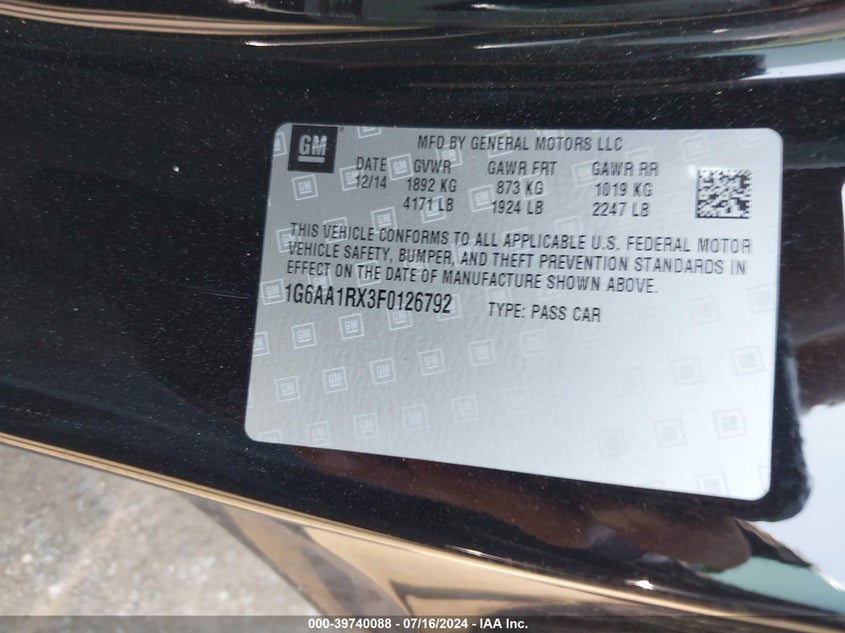 GM
MFD BY GENERAL MOTORS LLC
DATE GVWR GAWR FRT GAWR RR
12/14 1892 KG 873 KG 1019 KG
4171 LB 1924 LB 2247 LB
THIS VEHICLE CONFORMS TO ALL APPLICABLE U.S. FEDERAL MOTOR
VEHICLE SAFETY, BUMPER, AND THEFT PREVENTION STANDARDS IN
EFFECT ON THE DATE OF MANUFACTURE SHOWN ABOVE.
1G6AA1RX3F0126792 TYPE: PASS CAR
000-39740088 - 07/16/2024 - IAA Inc.